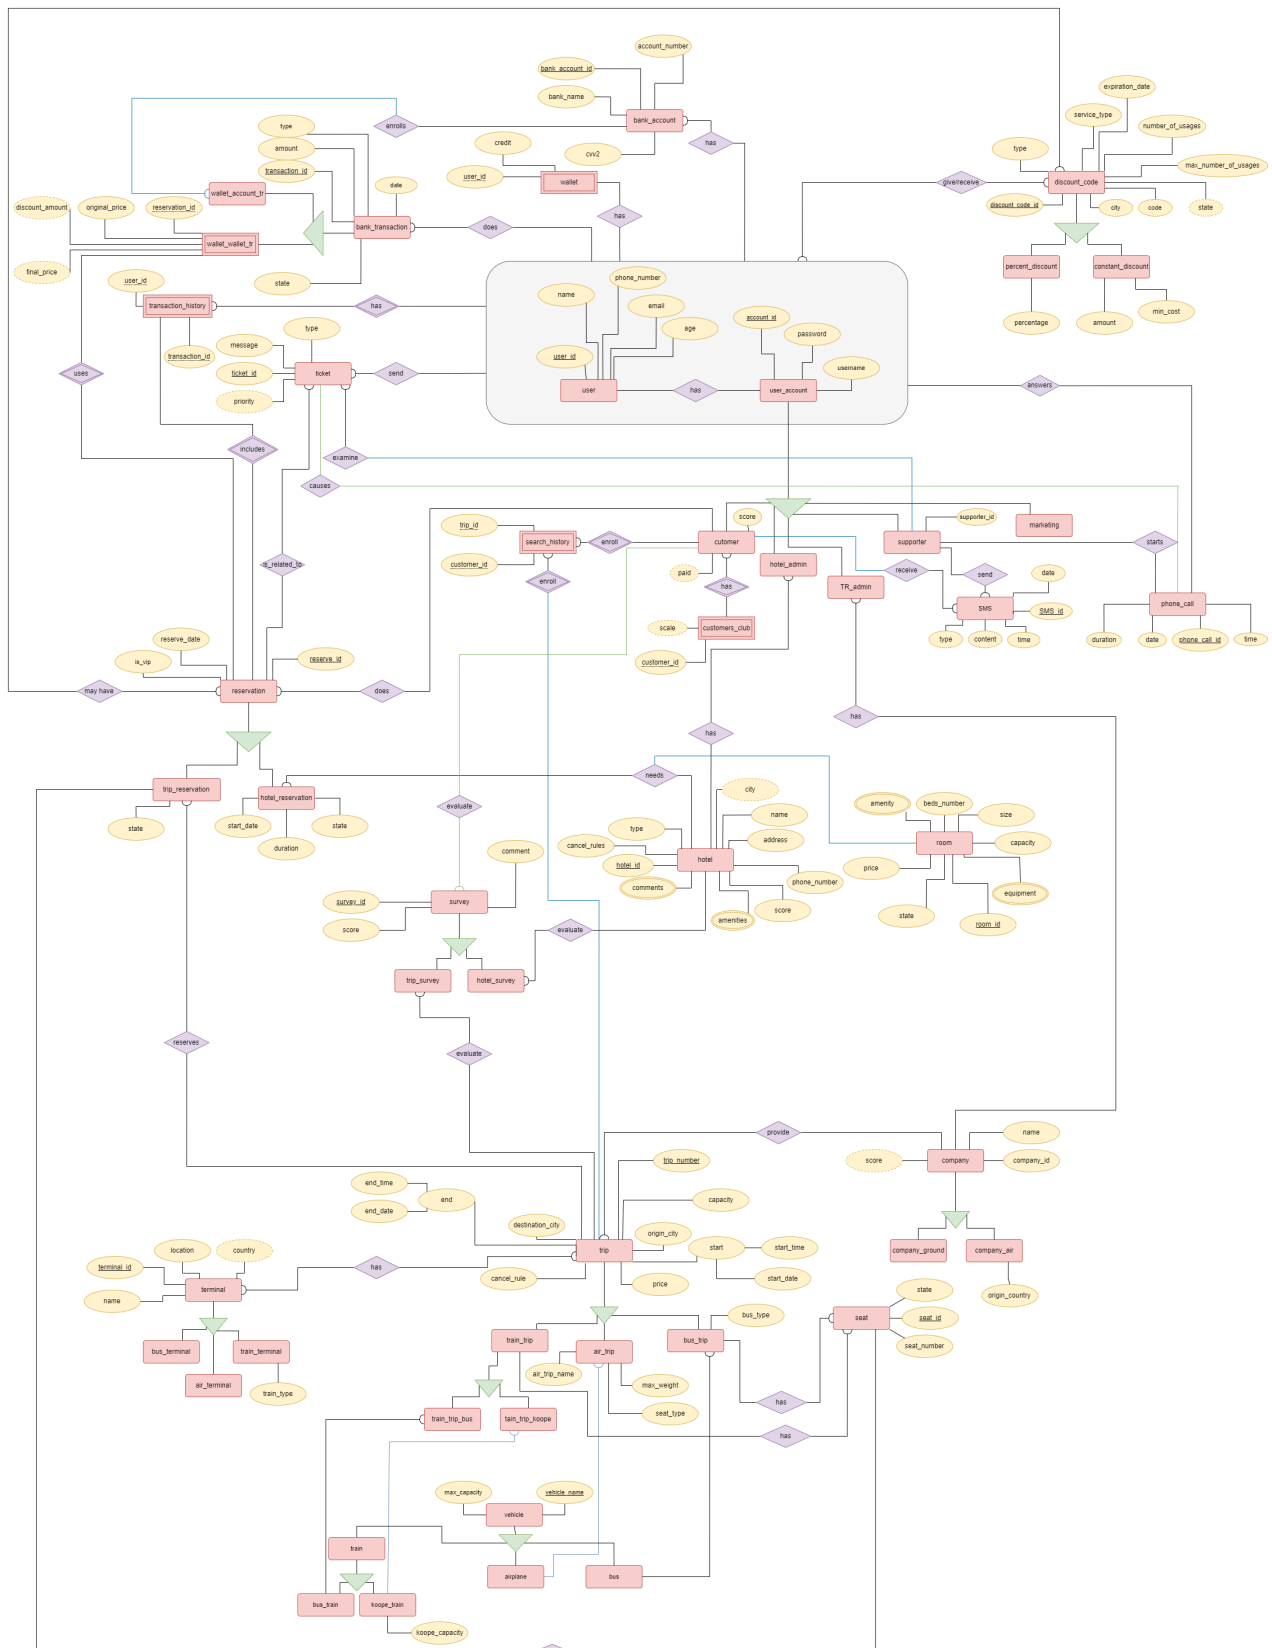 account_number
bank_account_id
expiration_date
bank_name
service_type
bank_account
type
enrolls
number_of_usages
amount
credit
has
type
cvv2
max_number_of_usages
transaction_id
user_id
wallet
give/receive
discount_code
wallet_account_tr
date
discount_code_id
city
code
state
discount_amount
original_price
reservation_id
has
bank_transaction
does
wallet_wallet_tr
final_price
percent_discount
constant_discount
state
user_id
phone_number
name
transaction_history
has
email
min_cost
type
age
account_id
percentage
amount
message
password
transaction_id
user_id
username
uses
ticket_id
ticket
send
user
has
user_account
answers
priority
includes
examine
causes
score
supporter_id
trip_id
marketing
search_history
enroll
cutomer
supporter
starts
customer_id
is_related_to
hotel_admin
receive
send
date
enroll
paid
has
TR_admin
phone_call
SMS
SMS_id
scale
customers_club
type
content
time
duration
date
phone_call_id
time
reserve_date
is_vip
reserve_id
customer_id
may have
reservation
does
has
has
needs
trip_reservation
hotel_reservation
city
amenity
beds_number
size
evaluate
name
start_date
state
type
state
address
cancel_rules
room
capacity
duration
comment
hotel_id
hotel
price
phone_number
comments
equipment
survey_id
survey
score
state
amenities
room_id
score
evaluate
trip_survey
hotel_survey
reserves
evaluate
provide
name
trip_number
score
company
company_id
end_time
end
capacity
end_date
destination_city
origin_city
location
country
trip
start
start_time
company_ground
company_air
terminal_id
has
cancel_rule
price
start_date
terminal
state
origin_country
name
bus_type
seat
seat_id
train_trip
bus_trip
bus_terminal
train_terminal
air_trip
seat_number
air_trip_name
air_terminal
max_weight
train_type
has
seat_type
train_trip_bus
tain_trip_koope
has
max_capacity
vehicle_name
vehicle
train
airplane
bus
bus_train
koope_train
koope_capacity